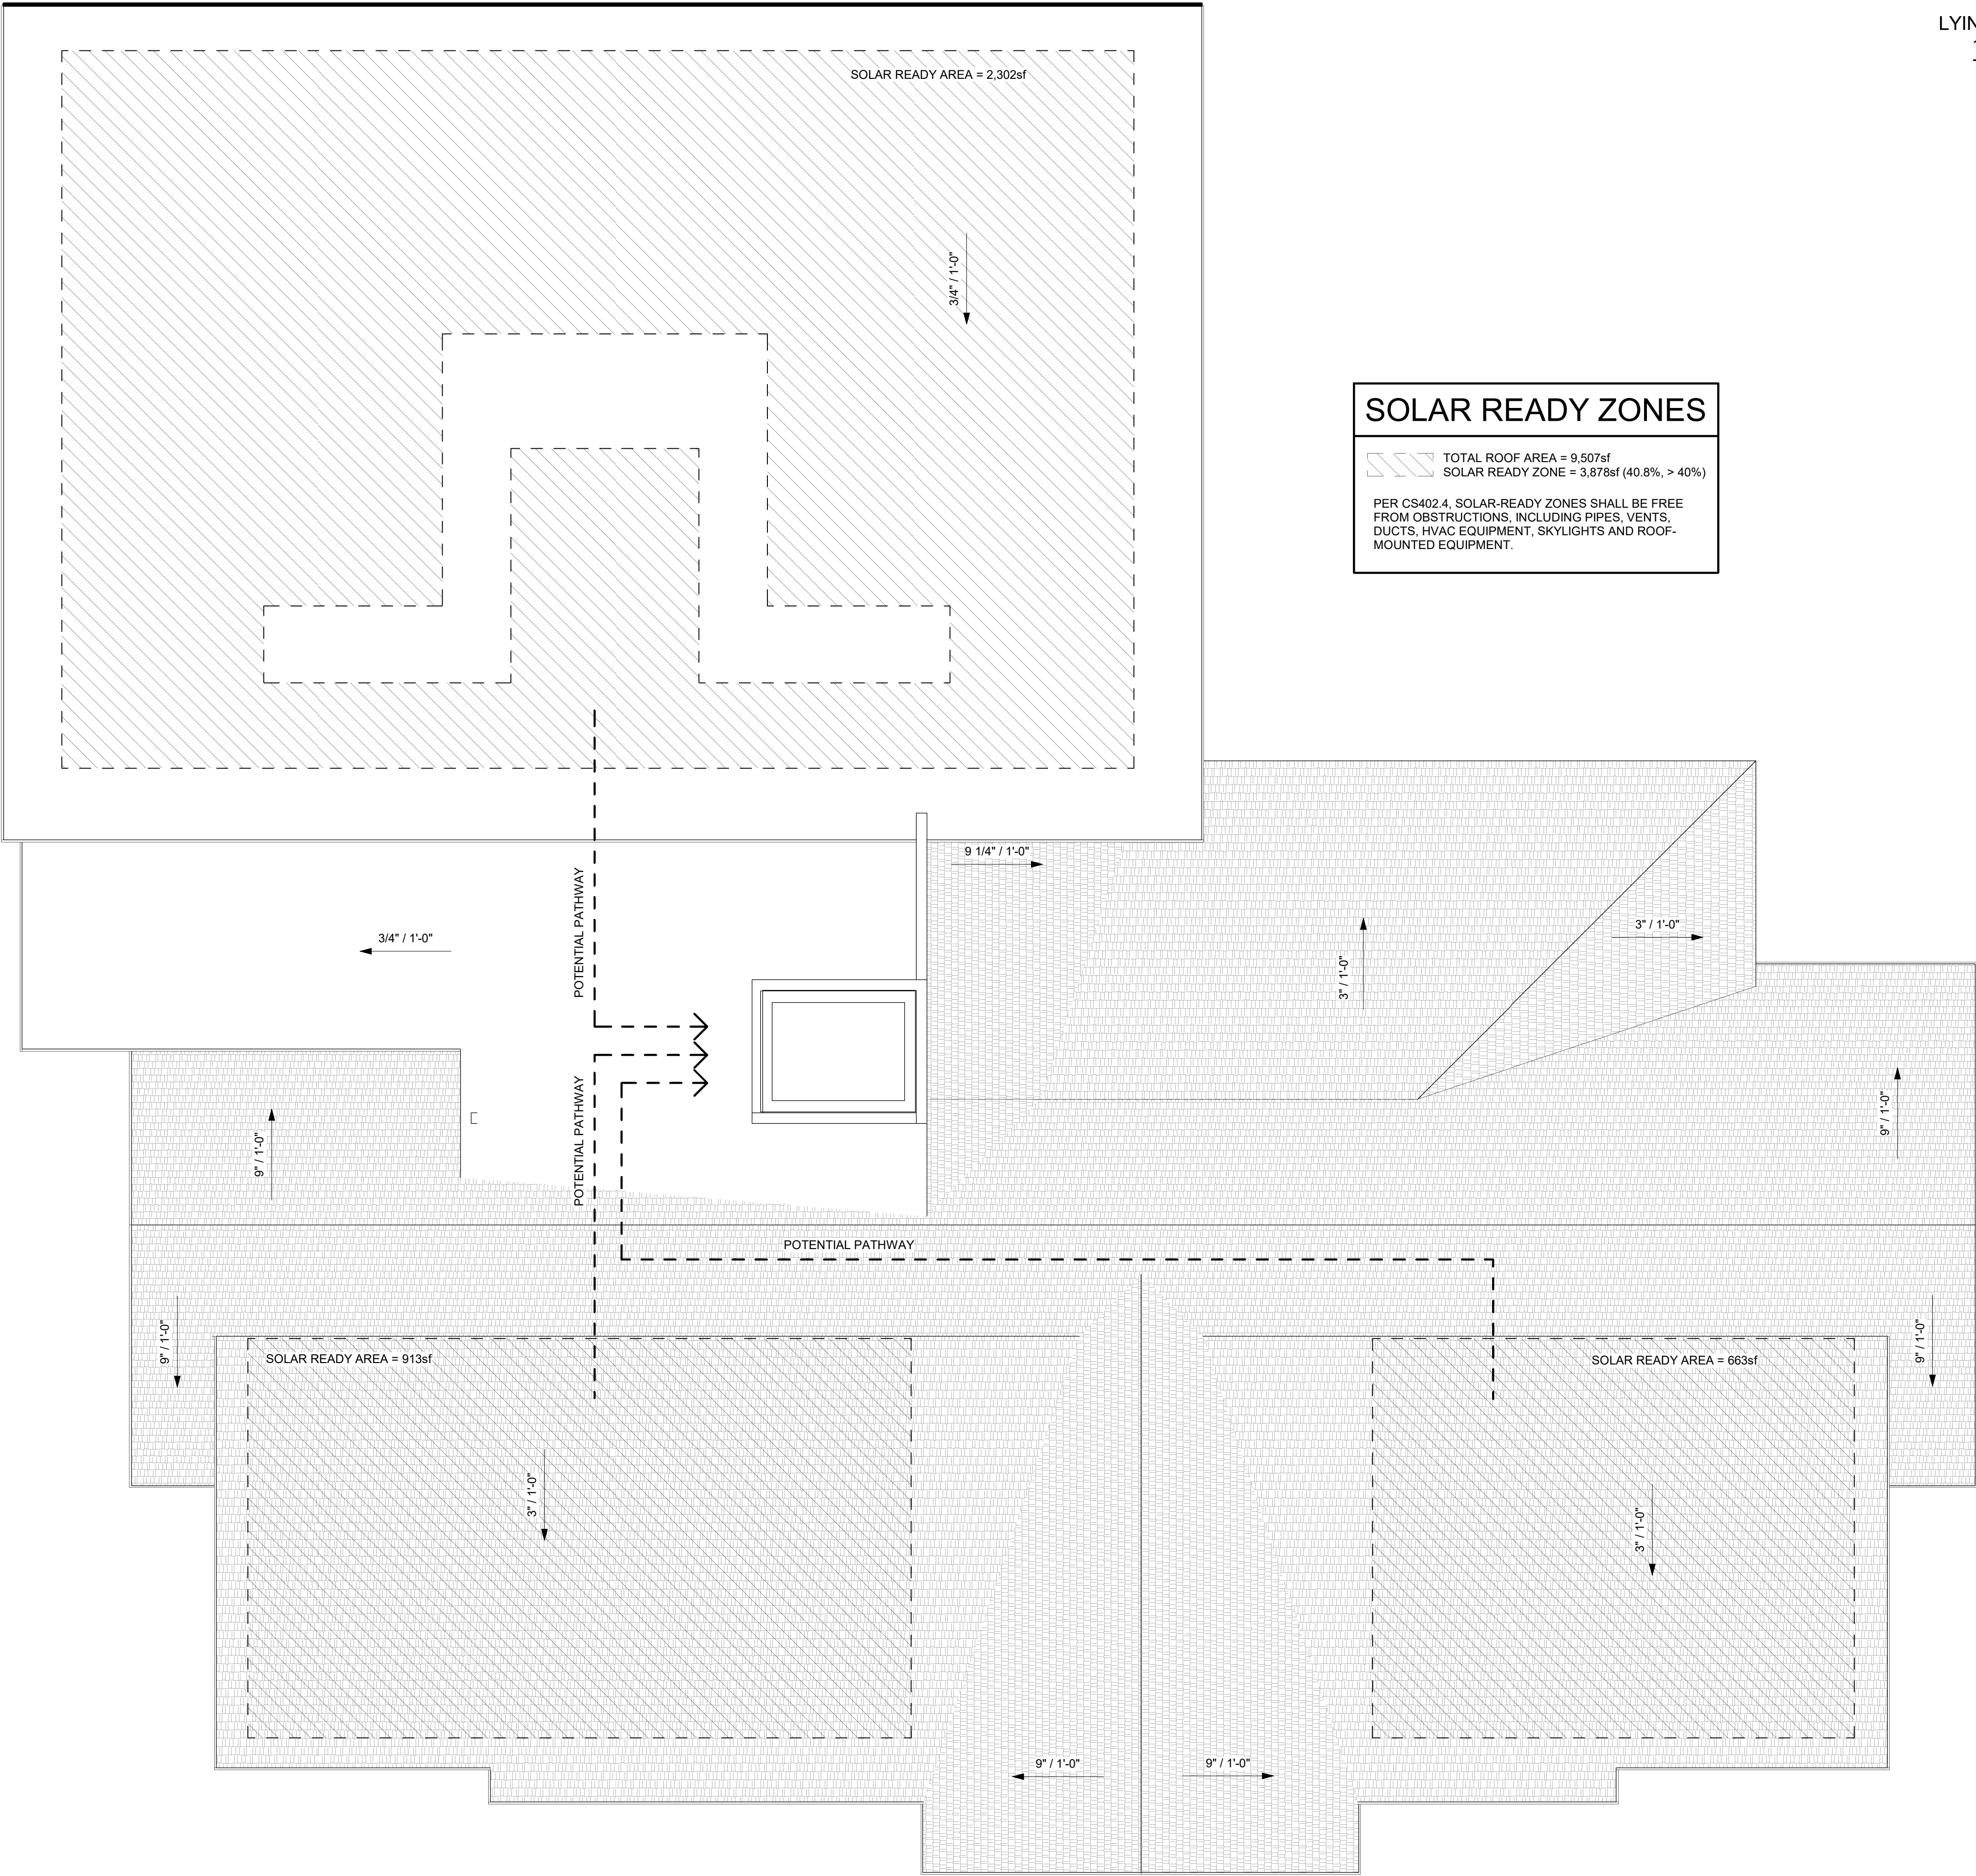 LYIN
SOLAR READY AREA = 2,302sf
3/4" / 1'-0"
SOLAR READY ZONES
TOTAL ROOF AREA = 9,507sf
SOLAR READY ZONE = 3,878sf (40.8%, > 40%)
PER CS402.4, SOLAR-READY ZONES SHALL BE FREE
FROM OBSTRUCTIONS, INCLUDING PIPES, VENTS,
DUCTS, HVAC EQUIPMENT, SKYLIGHTS AND ROOF-
MOUNTED EQUIPMENT.
9 1/4" / 1'-0"
POTENTIAL PATHWAY
3/4" / 1'-0"
3" / 1'-0"
3" / 1'-0"
9" / 1'-0"
9" / 1'-0"
POTENTIAL PATHWAY
POTENTIAL PATHWAY
9" / 1'-0"
9" / 1'-0"
SOLAR READY AREA = 913sf
SOLAR READY AREA = 663sf
3" / 1'-0"
3" / 1'-0"
9" / 1'-0"
9" / 1'-0"